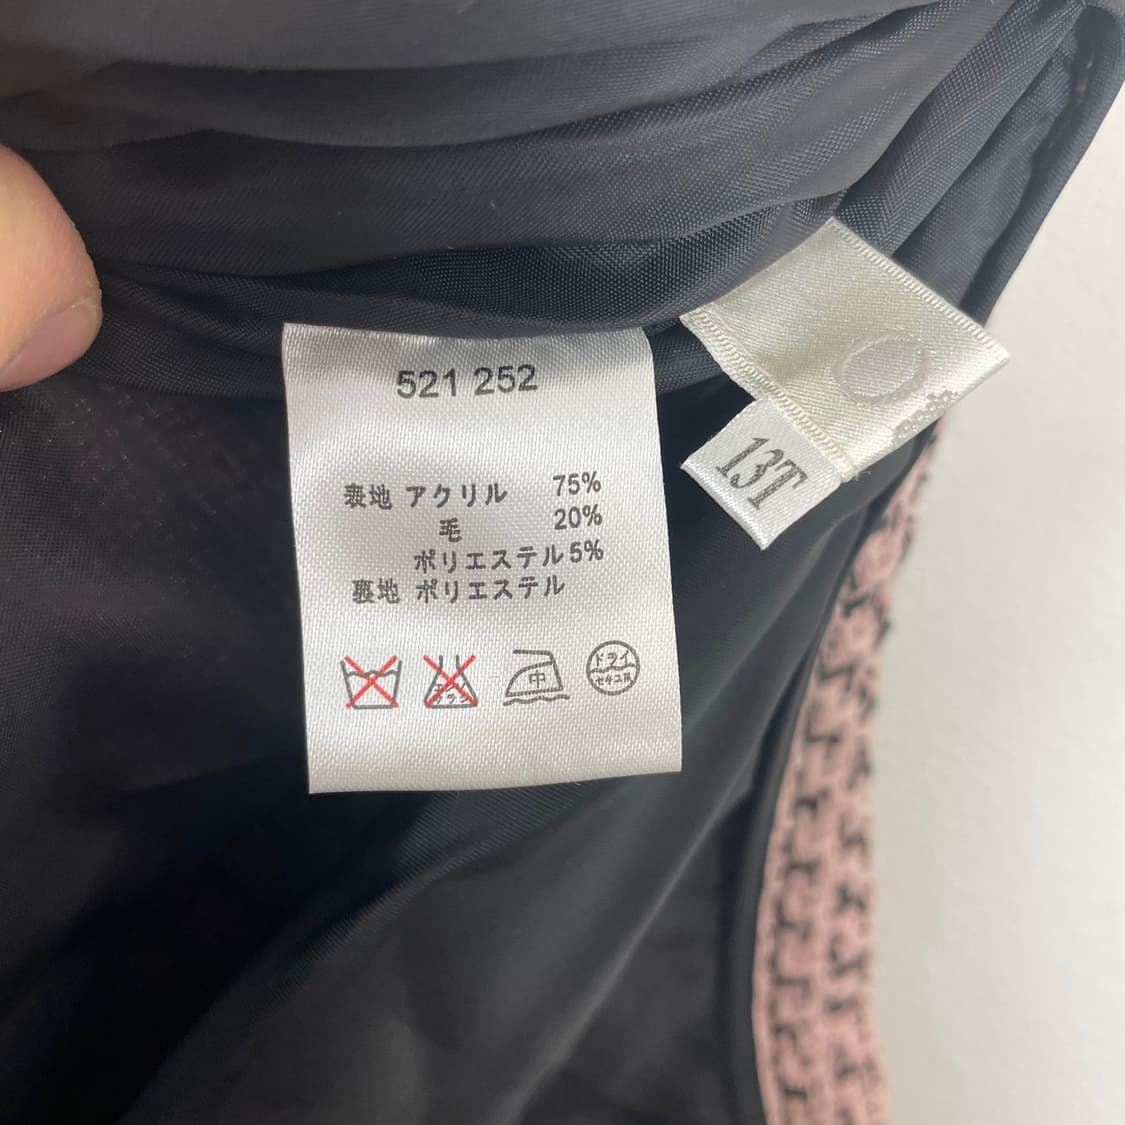 521 252
表地 アクリル 75%
毛 20%
ポリエステル 5%
裏地 ポリエステル
中
ドライ
セキユ系
13T